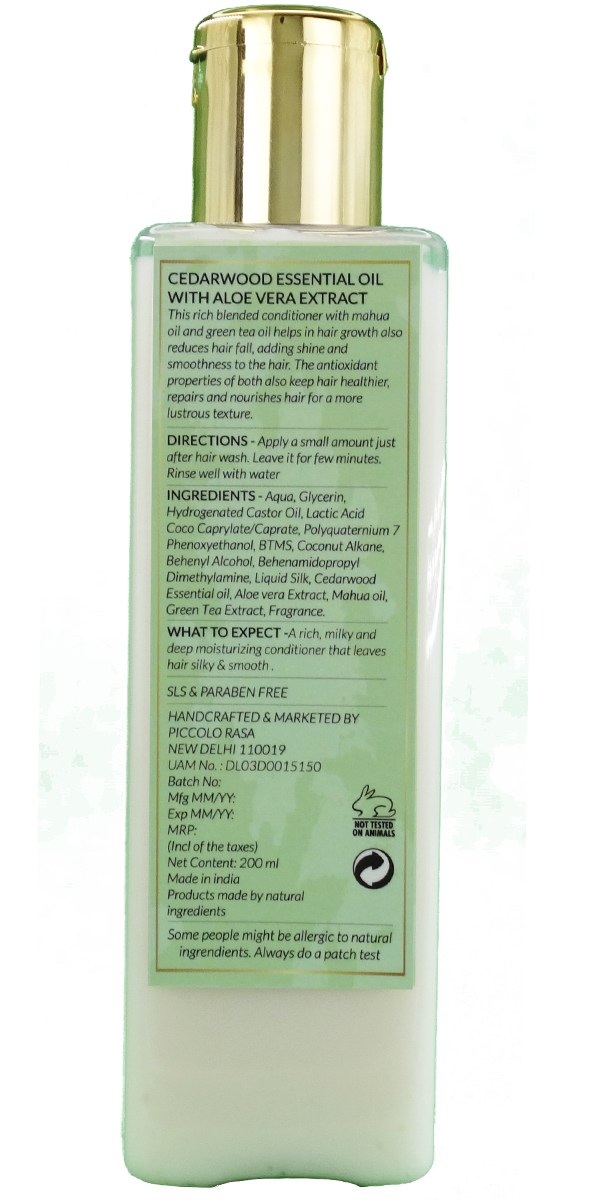 CEDARWOOD ESSENTIAL OIL
WITH ALOE VERA EXTRACT
This rich blended conditioner with mahua
oil and green tea oil helps in hair growth also
reduces hair fall, adding shine and
smoothness to the hair. The antioxidant
properties of both also keep hair healthier,
repairs and nourishes hair for a more
lustrous texture.
DIRECTIONS - Apply a small amount just
after hair wash. Leave it for few minutes.
Rinse well with water
INGREDIENTS - Aqua, Glycerin,
Hydrogenated Castor Oil, Lactic Acid
Coco Caprylate/Caprate, Polyquaternium 7
Phenoxyethanol, BTMS, Coconut Alkane,
Behenyl Alcohol, Behenamidopropyl
Dimethylamine, Liquid Silk, Cedarwood
Essential oil, Aloe vera Extract, Mahua oil,
Green Tea Extract, Fragrance.
WHAT TO EXPECT -A rich, milky and
deep moisturizing conditioner that leaves
hair silky & smooth .
SLS & PARABEN FREE
HANDCRAFTED & MARKETED BY
PICCOLO RASA
NEW DELHI 110019
UAM No. : DL03D0015150
Batch No:
Mfg MM/YY:
Exp MM/YY:
MRP:
(Incl of the taxes)
Net Content: 200 ml
Made in india
Products made by natural
ingredients
NOT TESTED
ON ANIMALS
Some people might be allergic to natural
ingrendients. Always do a patch test